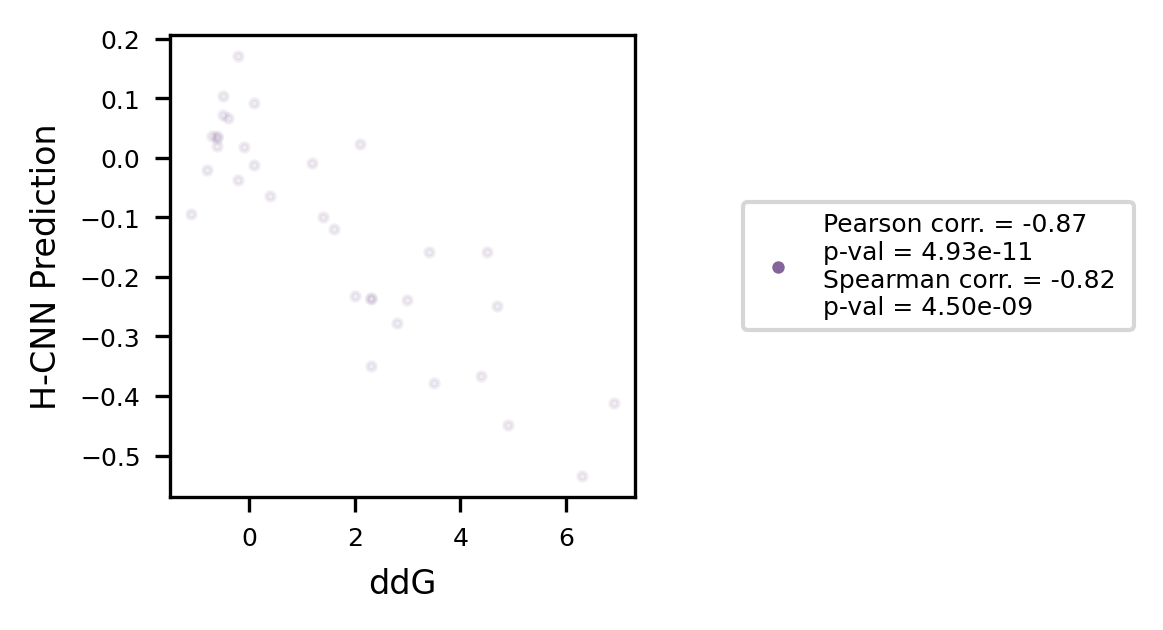 0.2
0.1
0.0
−0.1
−0.2
−0.3
−0.4
−0.5
H-CNN Prediction
0
2
4
6
ddG
Pearson corr. = -0.87
p-val = 4.93e-11
Spearman corr. = -0.82
p-val = 4.50e-09